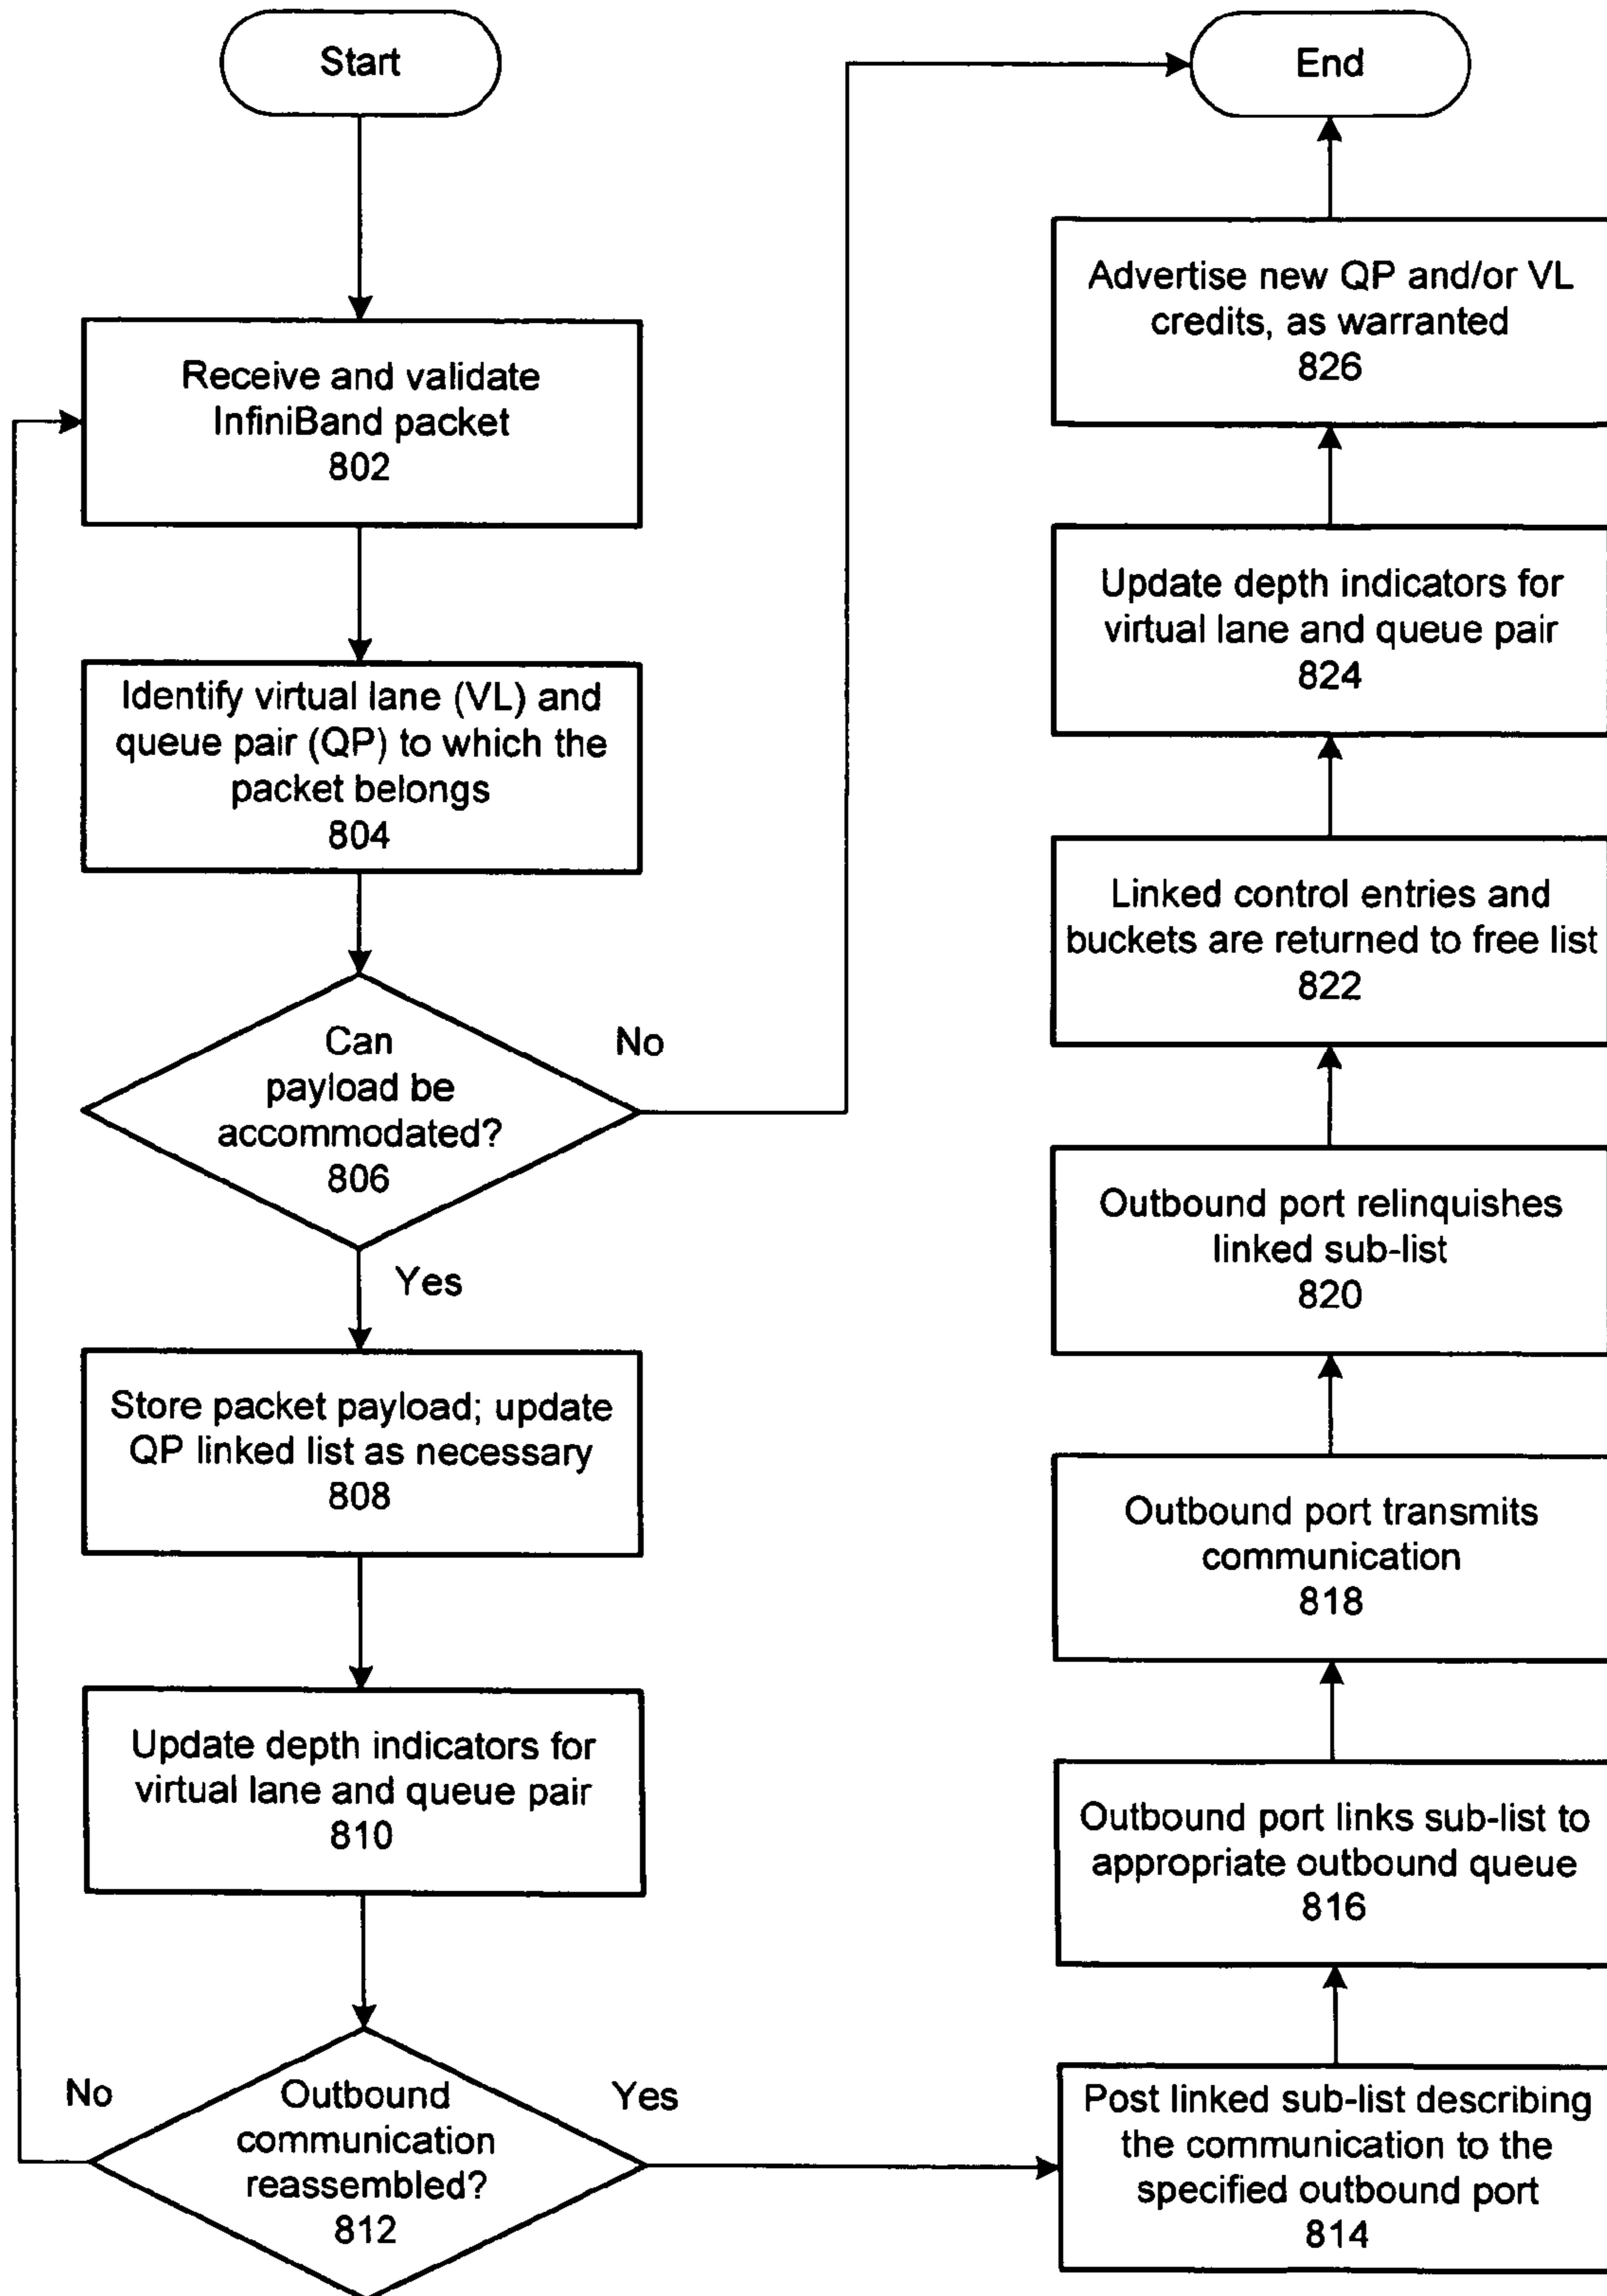 Start
Receive and validate
InfiniBand packet
802
Identify virtual lane (VL) and
queue pair (QP) to which the
packet belongs
804
Can
payload be
accommodated?
806
No
Yes
Store packet payload; update
QP linked list as necessary
808
Update depth indicators for
virtual lane and queue pair
810
Outbound
communication
reassembled?
812
No
Yes
Post linked sub-list describing
the communication to the
specified outbound port
814
Outbound port links sub-list to
appropriate outbound queue
816
Outbound port transmits
communication
818
Outbound port relinquishes
linked sub-list
820
Linked control entries and
buckets are returned to free list
822
Update depth indicators for
virtual lane and queue pair
824
Advertise new QP and/or VL
credits, as warranted
826
End